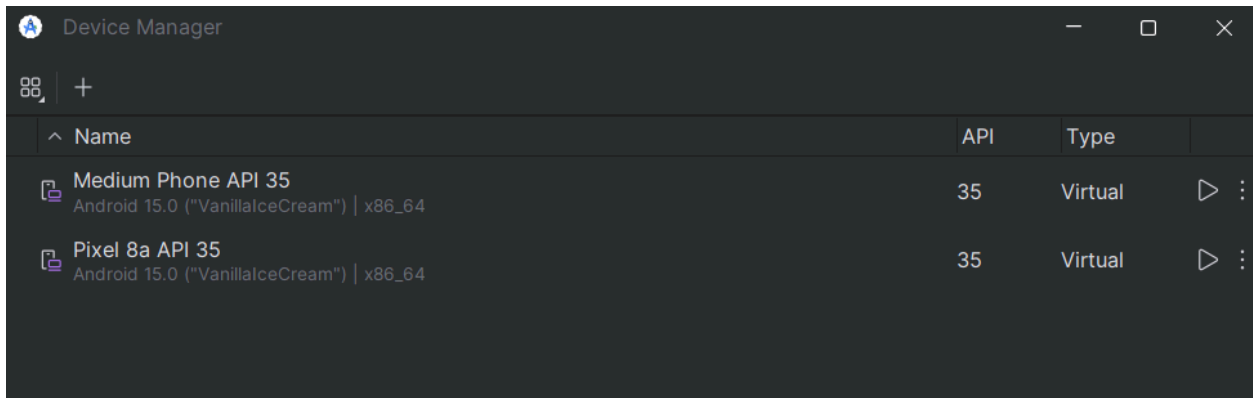 Device Manager
Name API Type
Medium Phone API 35
Android 15.0 ("VanillaIceCream") | x86_64
35 Virtual
Pixel 8a API 35
Android 15.0 ("VanillaIceCream") | x86_64
35 Virtual